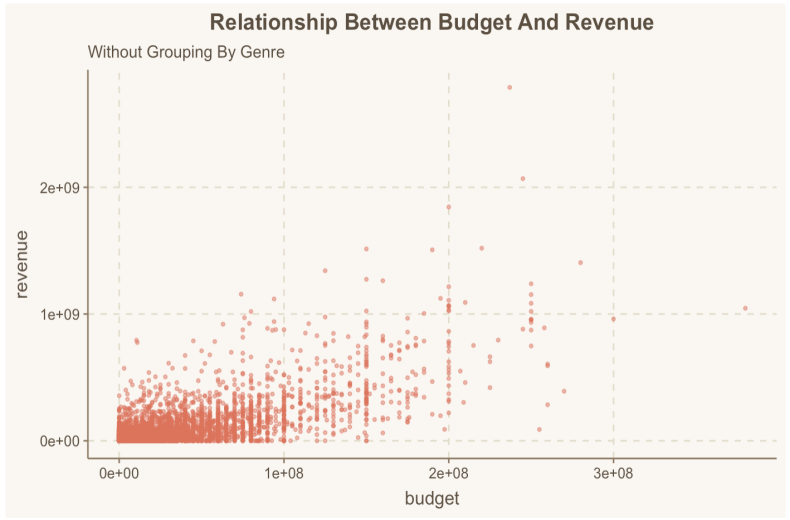 Relationship Between Budget And Revenue
Without Grouping By Genre
revenue
2e+09
1e+09
0e+00
0e+00 1e+08 2e+08 3e+08
budget